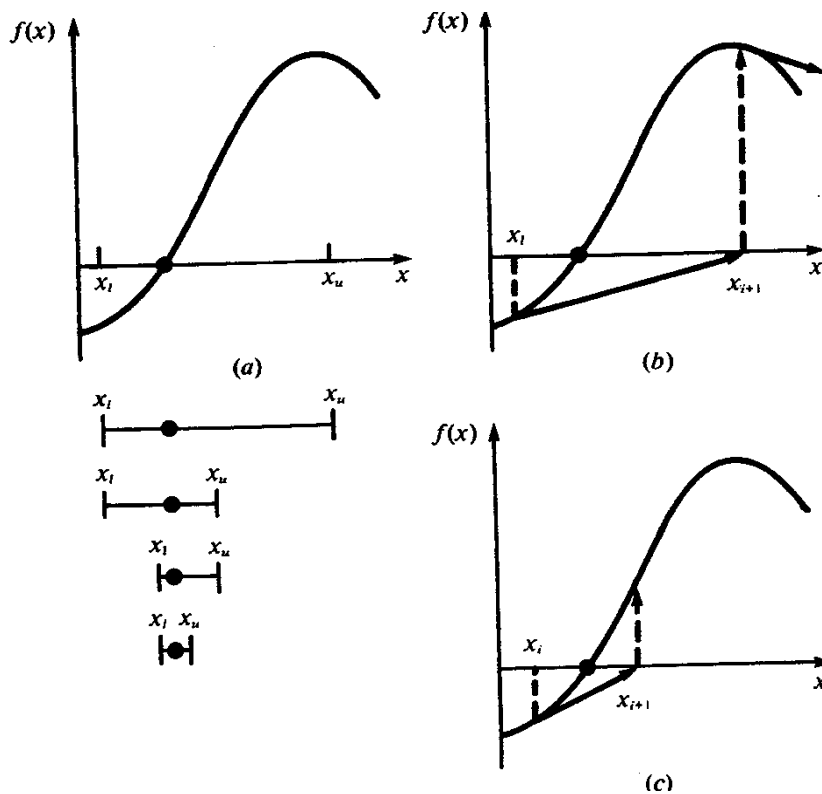 f(x)
x_l
x_u
x
(a)
x_l
x_u
x_l
x_u
x_l
x_u
x_l
x_u
f(x)
x_l
x_{i+1}
x
(b)
f(x)
x_i
x_{i+1}
x
(c)